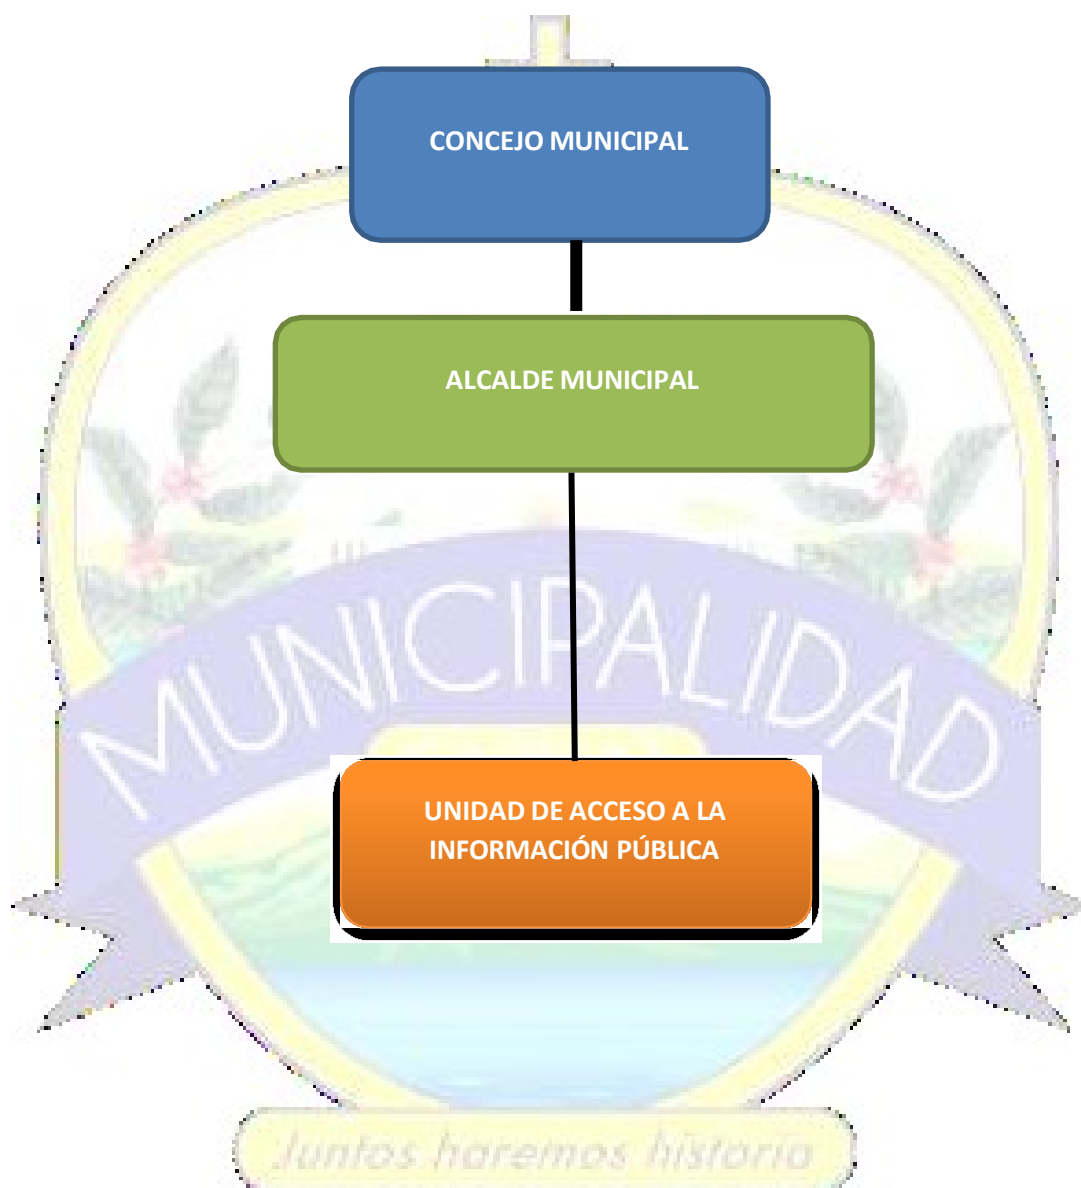 CONCEJO MUNICIPAL
ALCALDE MUNICIPAL
MUNICIPALIDAD
UNIDAD DE ACCESO A LA
INFORMACIÓN PÚBLICA
Juntos haremos historia